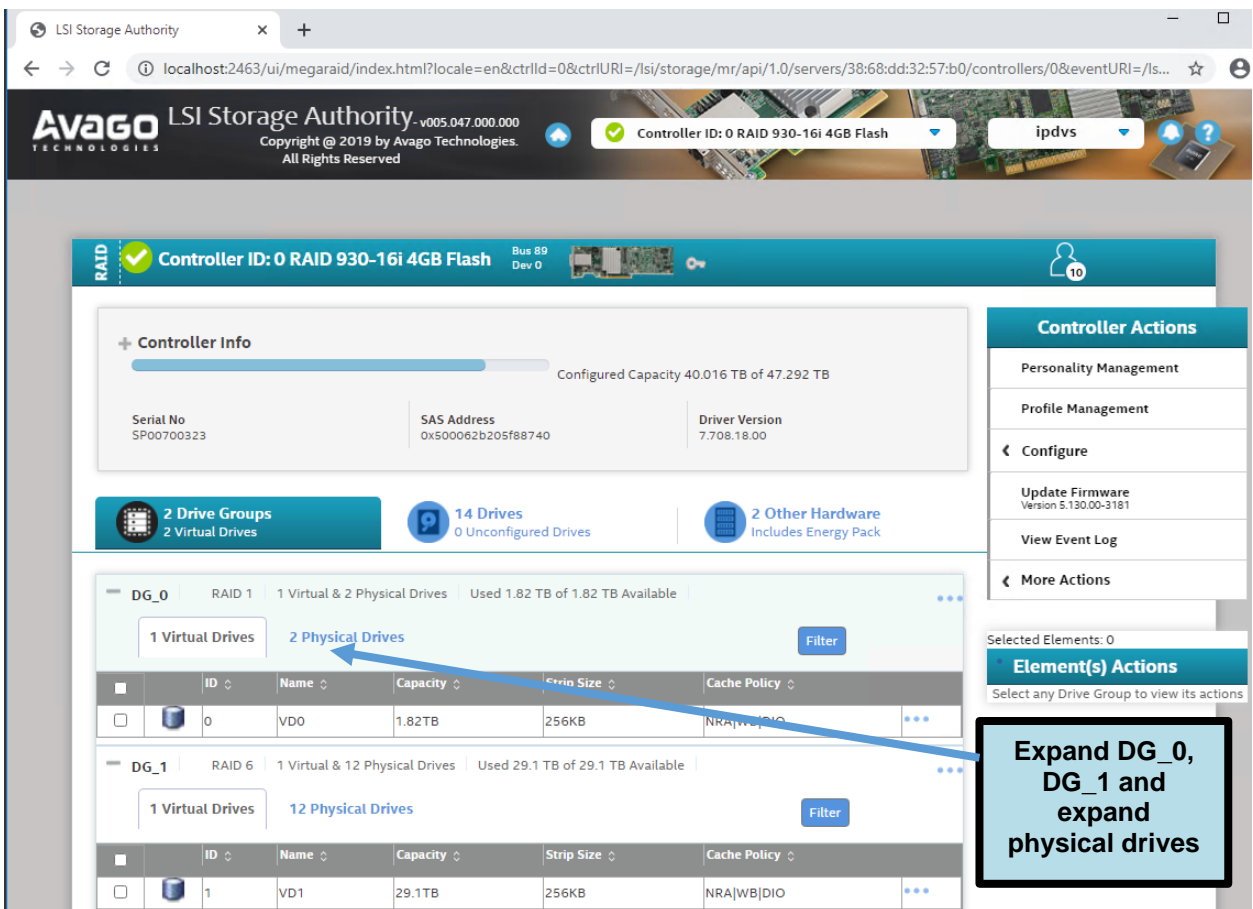 LSI Storage Authority
localhost:2463/ui/megaraid/index.html?locale=en&ctrlId=0&ctrlURI=/lsi/storage/mr/api/1.0/servers/38:68:dd:32:57:b0/controllers/0&eventURI=/ls...
AVAGO
TECHNOLOGIES
LSI Storage Authority-v005.047.000.000
Copyright @ 2019 by Avago Technologies.
All Rights Reserved
Controller ID: 0 RAID 930-16i 4GB Flash
ipdvs
?
RAID
Controller ID: 0 RAID 930-16i 4GB Flash
Bus 89
Dev 0
10
Controller Info
Configured Capacity 40.016 TB of 47.292 TB
Serial No
SP00700323
SAS Address
0x500062b205f88740
Driver Version
7.708.18.00
Controller Actions
Personality Management
Profile Management
Configure
Update Firmware
Version 5.130.00-3181
View Event Log
More Actions
2 Drive Groups
2 Virtual Drives
14 Drives
0 Unconfigured Drives
2 Other Hardware
Includes Energy Pack
DG_0 RAID 1 1 Virtual & 2 Physical Drives Used 1.82 TB of 1.82 TB Available
1 Virtual Drives 2 Physical Drives Filter
ID Name Capacity Strip Size Cache Policy
0 VD0 1.82TB 256KB NRA|WB|DIO
DG_1 RAID 6 1 Virtual & 12 Physical Drives Used 29.1 TB of 29.1 TB Available
1 Virtual Drives 12 Physical Drives Filter
ID Name Capacity Strip Size Cache Policy
1 VD1 29.1TB 256KB NRA|WB|DIO
Selected Elements: 0
Element(s) Actions
Select any Drive Group to view its actions
Expand DG_0,
DG_1 and
expand
physical drives